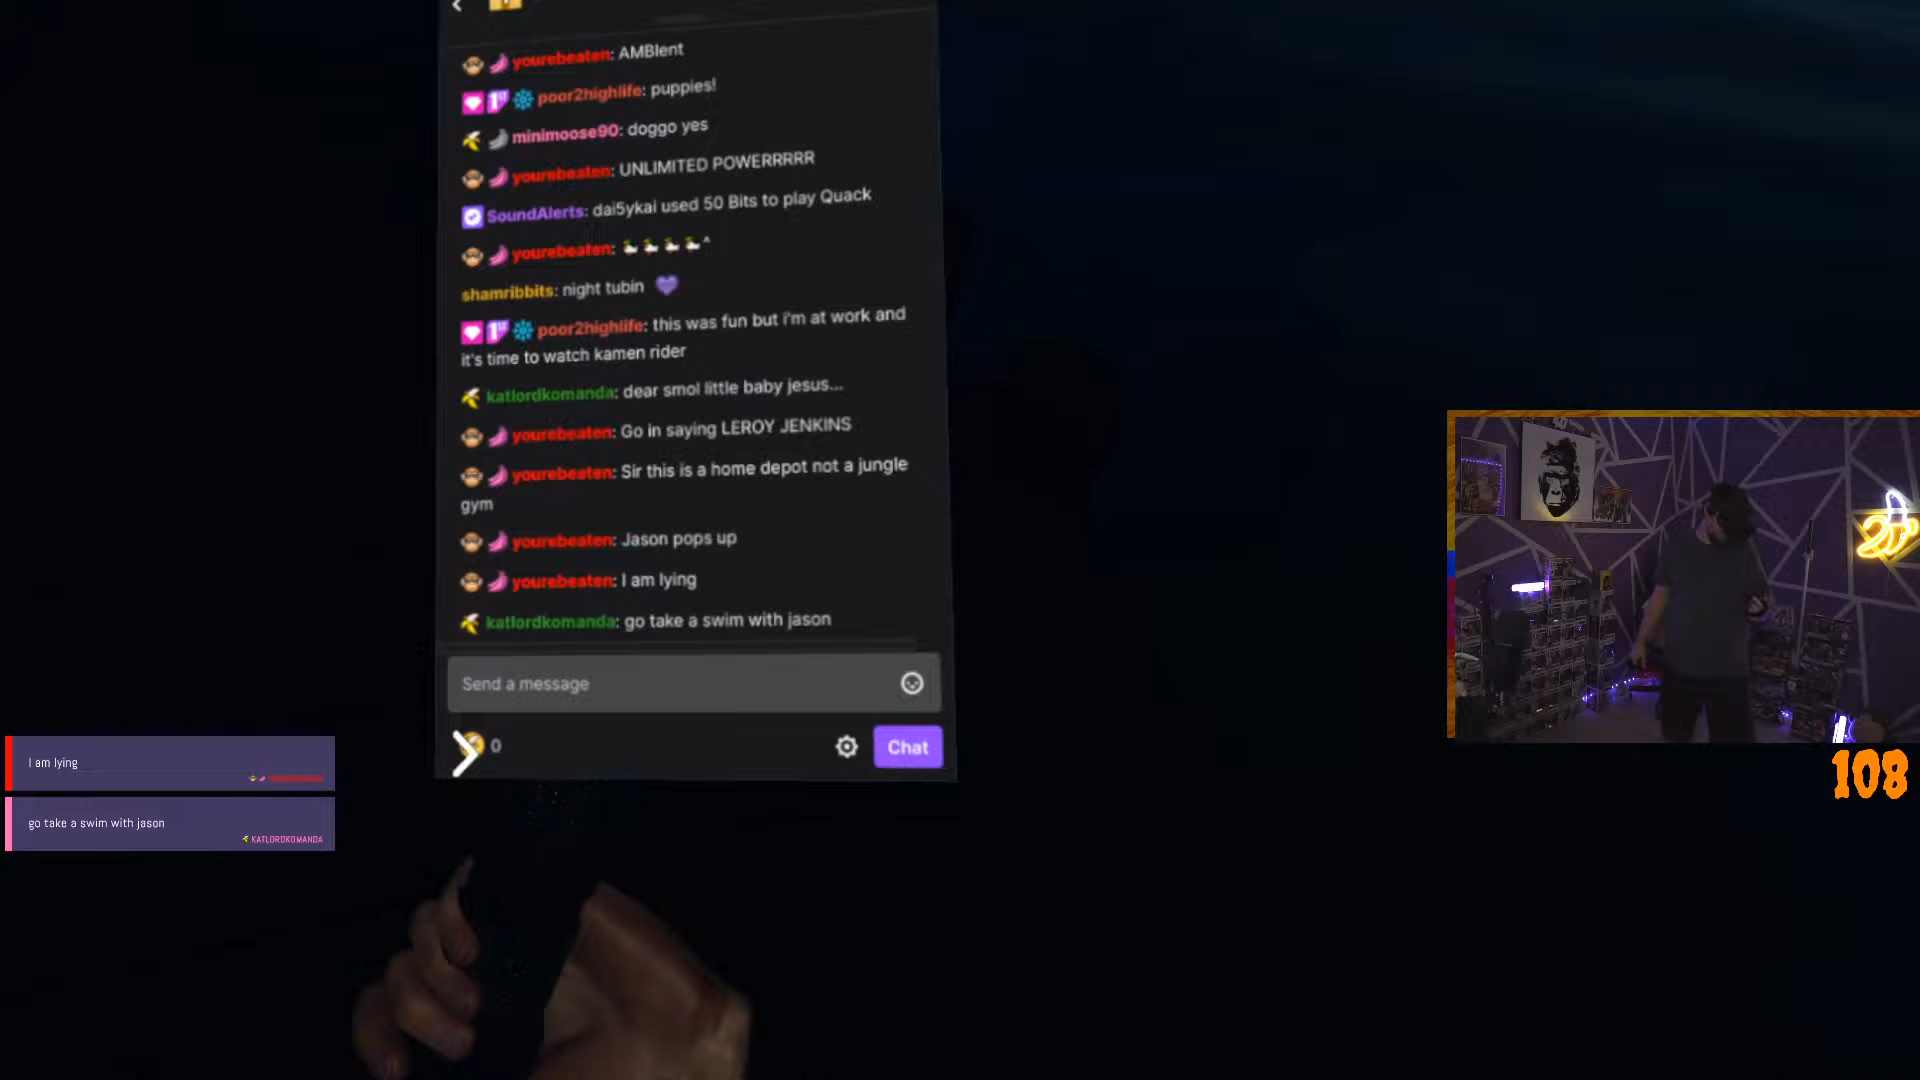 yourebeaten: AMBIent
poor2highlife: puppies!
minimoose90: doggo yes
yourebeaten: UNLIMITED POWERRRRR
SoundAlerts: dai5ykai used 50 Bits to play Quack
yourebeaten: ^
shamribbits: night tubin
poor2highlife: this was fun but i'm at work and
it's time to watch kamen rider
katlordkomanda: dear smol little baby jesus...
yourebeaten: Go in saying LEROY JENKINS
yourebeaten: Sir this is a home depot not a jungle
gym
yourebeaten: Jason pops up
yourebeaten: I am lying
katlordkomanda: go take a swim with jason
Send a message
0
Chat
I am lying
go take a swim with jason
KATLORDKOMANDA
108